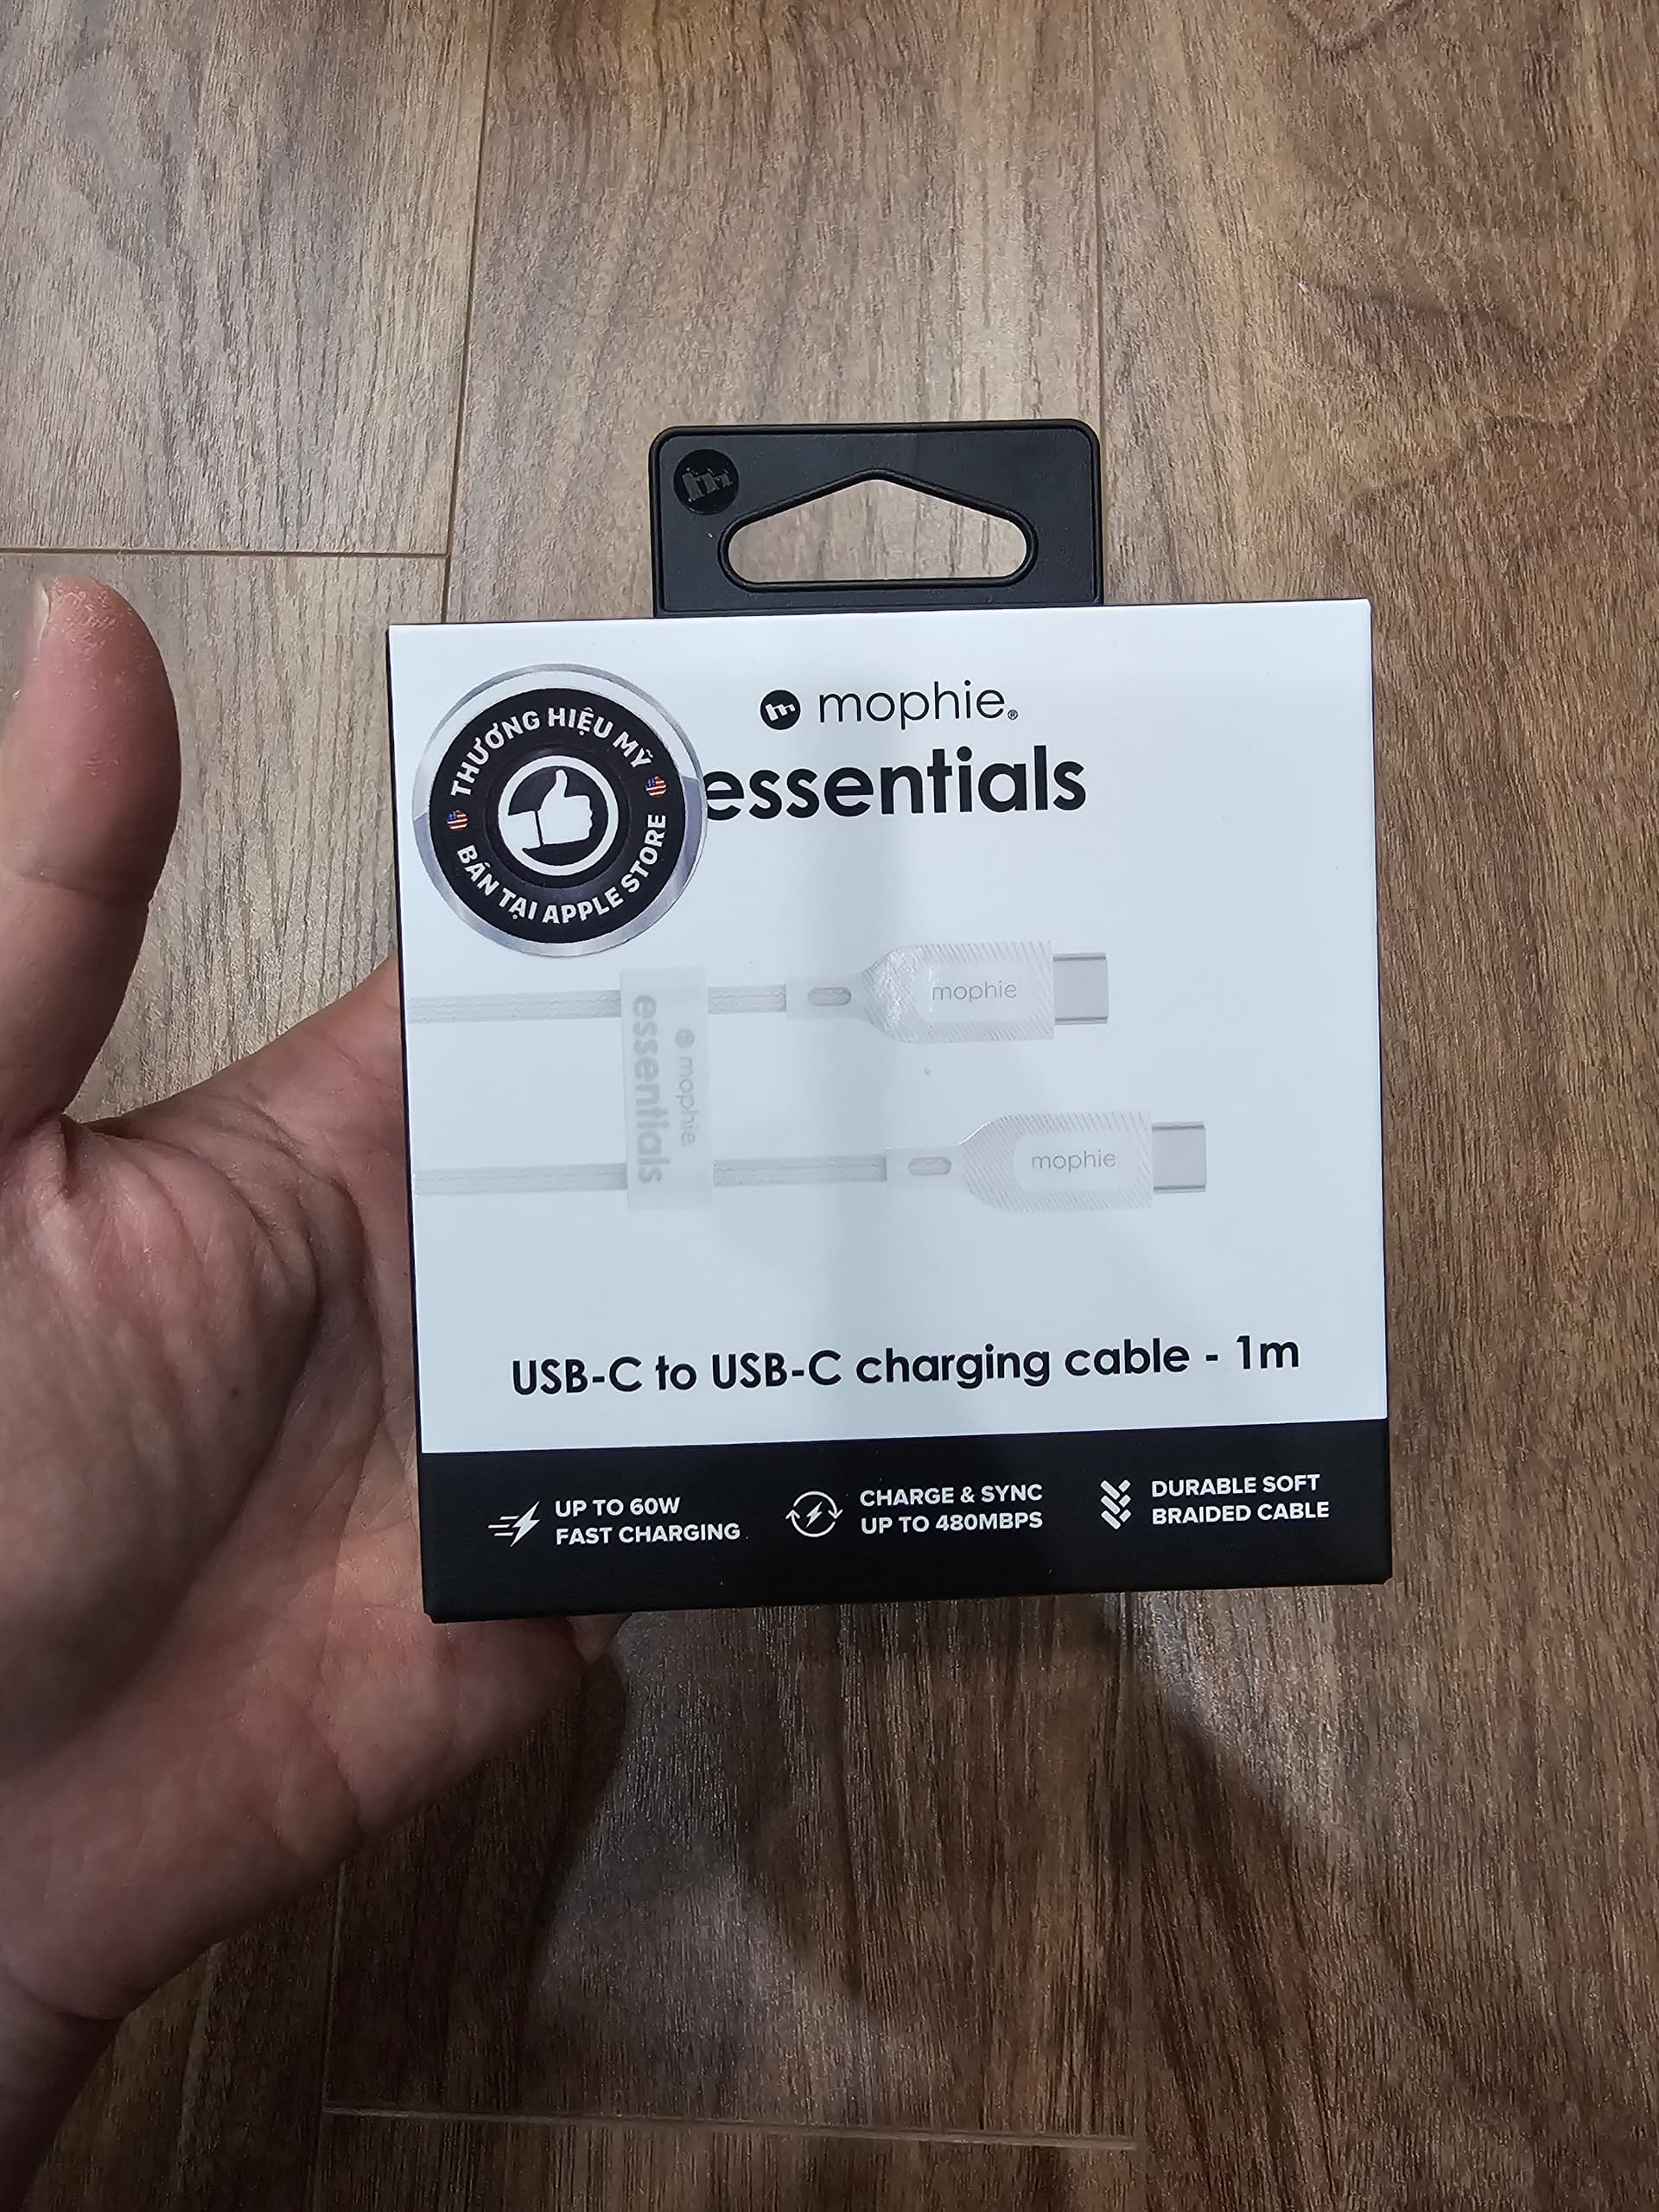 mophie®
essentials
THƯƠNG HIỆU MỸ
BÁN TẠI APPLE STORE
mophie
mophie
essentials
mophie
USB-C to USB-C charging cable - 1m
UP TO 60W
FAST CHARGING
CHARGE & SYNC
UP TO 480MBPS
DURABLE SOFT
BRAIDED CABLE